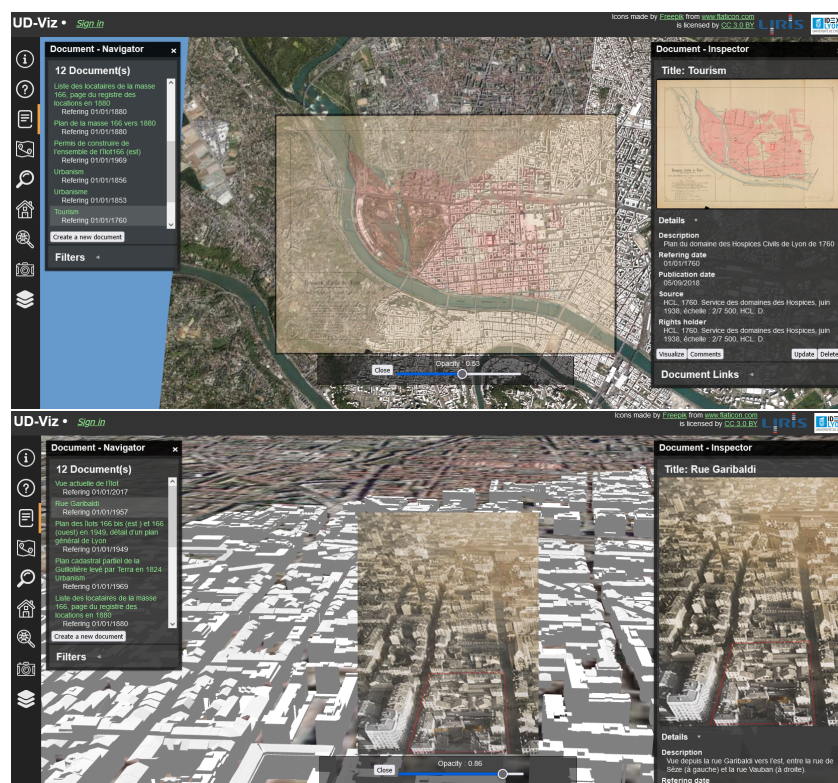 UD-Viz • Sign in
Icons made by Freepik from www.flaticon.com
is licensed by CC 3.0 BY
LIRIS
Document - Navigator ×
12 Document(s)
Liste des locataires de la masse
166, page du registre des
locations en 1880
Refering 01/01/1880
Plan de la masse 166 vers 1880
Refering 01/01/1880
Permis de construire de
l'ensemble de l'îlot166 (est)
Refering 01/01/1969
Urbanism
Refering 01/01/1856
Urbanisme
Refering 01/01/1853
Tourism
Refering 01/01/1760
Create a new document
Filters
Close
Opacity : 0.53
Document - Inspector
Title: Tourism
Details
Description
Plan du domaine des Hospices Civils de Lyon de 1760
Refering date
01/01/1760
Publication date
05/09/2018
Source
HCL, 1760. Service des domaines des Hospices, juin
1938, échelle : 2/7 500, HCL. D.
Rights holder
HCL, 1760. Service des domaines des Hospices, juin
1938, échelle : 2/7 500, HCL. D.
Visualize Comments Update Delete
Document Links
UD-Viz • Sign in
Icons made by Freepik from www.flaticon.com
is licensed by CC 3.0 BY
LIRIS
Document - Navigator ×
12 Document(s)
Vue actuelle de l'îlot
Refering 01/01/2017
Rue Garibaldi
Refering 01/01/1957
Plan des îlots 166 bis (est ) et 166
(ouest) en 1949, détail d'un plan
général de Lyon
Refering 01/01/1949
Plan cadastral partiel de la
Guillotière levé par Terra en 1824
Urbanism
Refering 01/01/1969
Liste des locataires de la masse
166, page du registre des
locations en 1880
Refering 01/01/1880
Create a new document
Filters
Close
Opacity : 0.86
Document - Inspector
Title: Rue Garibaldi
Details
Description
Vue depuis la rue Garibaldi vers l'est, entre la rue de
Sèze (à gauche) et la rue Vauban (à droite).
Refering date